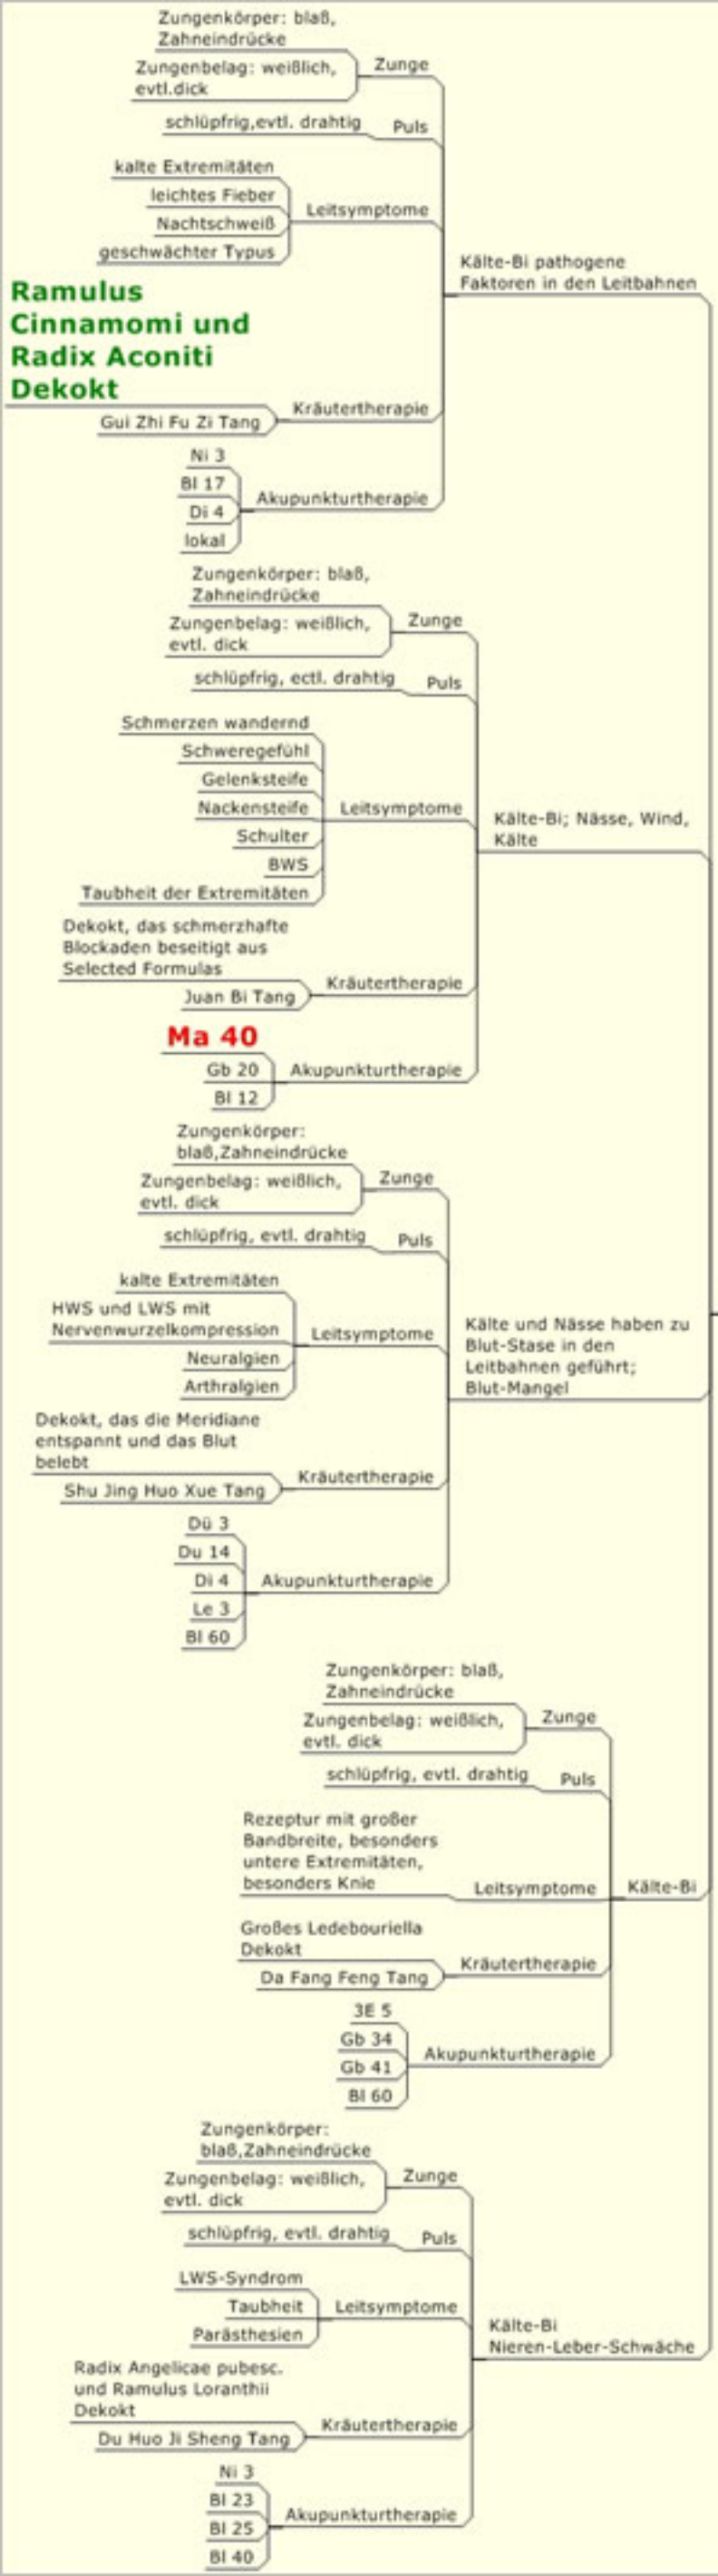 Zungenkörper: blaß,
Zahneindrücke
Zungenbelag: weißlich,
evtl.dick
Zunge
schlüpfrig,evtl. drahtig
Puls
kalte Extremitäten
leichtes Fieber
Nachtschweiß
geschwächter Typus
Leitsymptome
Kälte-Bi pathogene
Faktoren in den Leitbahnen
Ramulus
Cinnamomi und
Radix Aconiti
Dekokt
Gui Zhi Fu Zi Tang
Kräutertherapie
Ni 3
Bl 17
Di 4
lokal
Akupunkturtherapie
Zungenkörper: blaß,
Zahneindrücke
Zungenbelag: weißlich,
evtl. dick
Zunge
schlüpfrig, ectl. drahtig
Puls
Schmerzen wandernd
Schweregefühl
Gelenksteife
Nackensteife
Schulter
BWS
Taubheit der Extremitäten
Leitsymptome
Kälte-Bi; Nässe, Wind,
Kälte
Dekokt, das schmerzhafte
Blockaden beseitigt aus
Selected Formulas
Juan Bi Tang
Kräutertherapie
Ma 40
Gb 20
Bl 12
Akupunkturtherapie
Zungenkörper:
blaß,Zahneindrücke
Zungenbelag: weißlich,
evtl. dick
Zunge
schlüpfrig, evtl. drahtig
Puls
kalte Extremitäten
HWS und LWS mit
Nervenwurzelkompression
Neuralgien
Arthralgien
Leitsymptome
Kälte und Nässe haben zu
Blut-Stase in den
Leitbahnen geführt;
Blut-Mangel
Dekokt, das die Meridiane
entspannt und das Blut
belebt
Shu Jing Huo Xue Tang
Kräutertherapie
Dü 3
Du 14
Di 4
Le 3
Bl 60
Akupunkturtherapie
Zungenkörper: blaß,
Zahneindrücke
Zungenbelag: weißlich,
evtl. dick
Zunge
schlüpfrig, evtl. drahtig
Puls
Rezeptur mit großer
Bandbreite, besonders
untere Extremitäten,
besonders Knie
Leitsymptome
Kälte-Bi
Großes Ledebouriella
Dekokt
Da Fang Feng Tang
Kräutertherapie
3E 5
Gb 34
Gb 41
Bl 60
Akupunkturtherapie
Zungenkörper:
blaß,Zahneindrücke
Zungenbelag: weißlich,
evtl. dick
Zunge
schlüpfrig, evtl. drahtig
Puls
LWS-Syndrom
Taubheit
Parästhesien
Leitsymptome
Kälte-Bi
Nieren-Leber-Schwäche
Radix Angelicae pubesc.
und Ramulus Loranthii
Dekokt
Du Huo Ji Sheng Tang
Kräutertherapie
Ni 3
Bl 23
Bl 25
Bl 40
Akupunkturtherapie